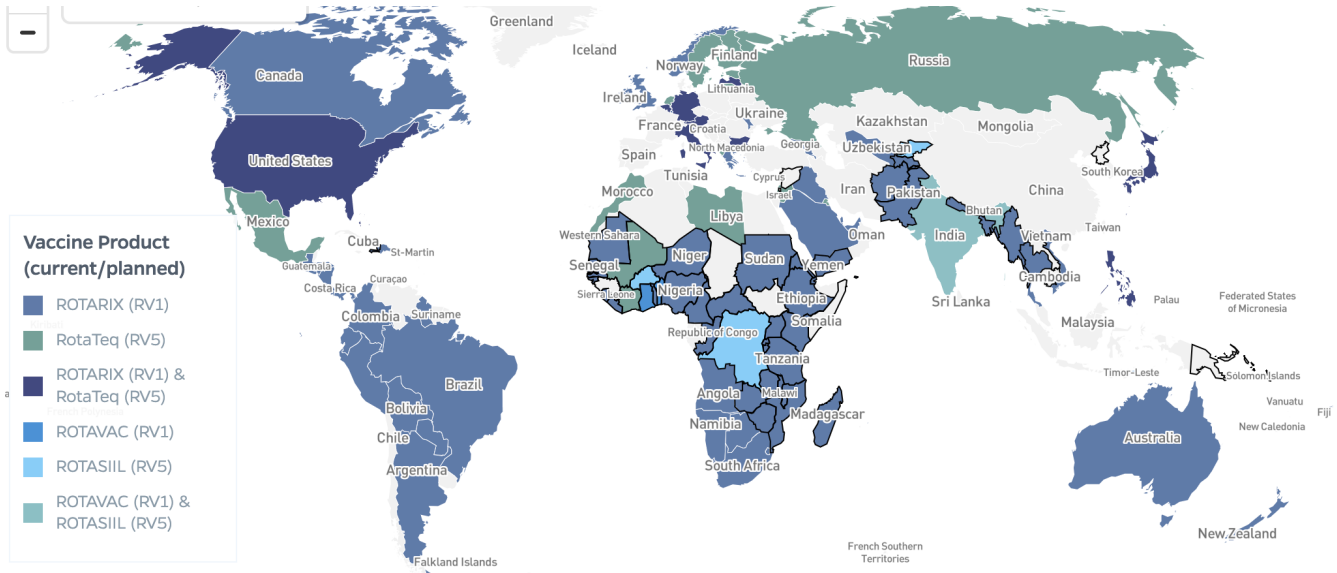 Greenland
Iceland
Finland
Norway
Russia
Canada
Lithuania
Ireland
Ukraine
Kazakhstan
Mongolia
France
Croatia
Georgia
North Macedonia
Uzbekistan
United States
Spain
South Korea
Tunisia
Cyprus
Iran
Pakistan
China
Morocco
Israel
Mexico
Libya
Bhutan
Taiwan
Western Sahara
India
Vietnam
Oman
Cuba
St-Martin
Vaccine Product
(current/planned)
Guatemala
Senegal
Niger
Sudan
Yemen
Cambodia
Curaçao
Costa Rica
Sierra Leone
Nigeria
Ethiopia
Sri Lanka
Palau
Federated States
of Micronesia
ROTARIX (RV1)
Colombia
Suriname
Somalia
Malaysia
Republic of Congo
RotaTeq (RV5)
Tanzania
Timor-Leste
Solomon Islands
ROTARIX (RV1) &
RotaTeq (RV5)
Brazil
Angola
Malawi
Vanuatu
Bolivia
Madagascar
Fiji
French Polynesia
Namibia
New Caledonia
ROTAVAC (RV1)
Chile
Australia
Argentina
South Africa
ROTASIIL (RV5)
ROTAVAC (RV1) &
ROTASIIL (RV5)
New Zealand
French Southern
Territories
Falkland Islands